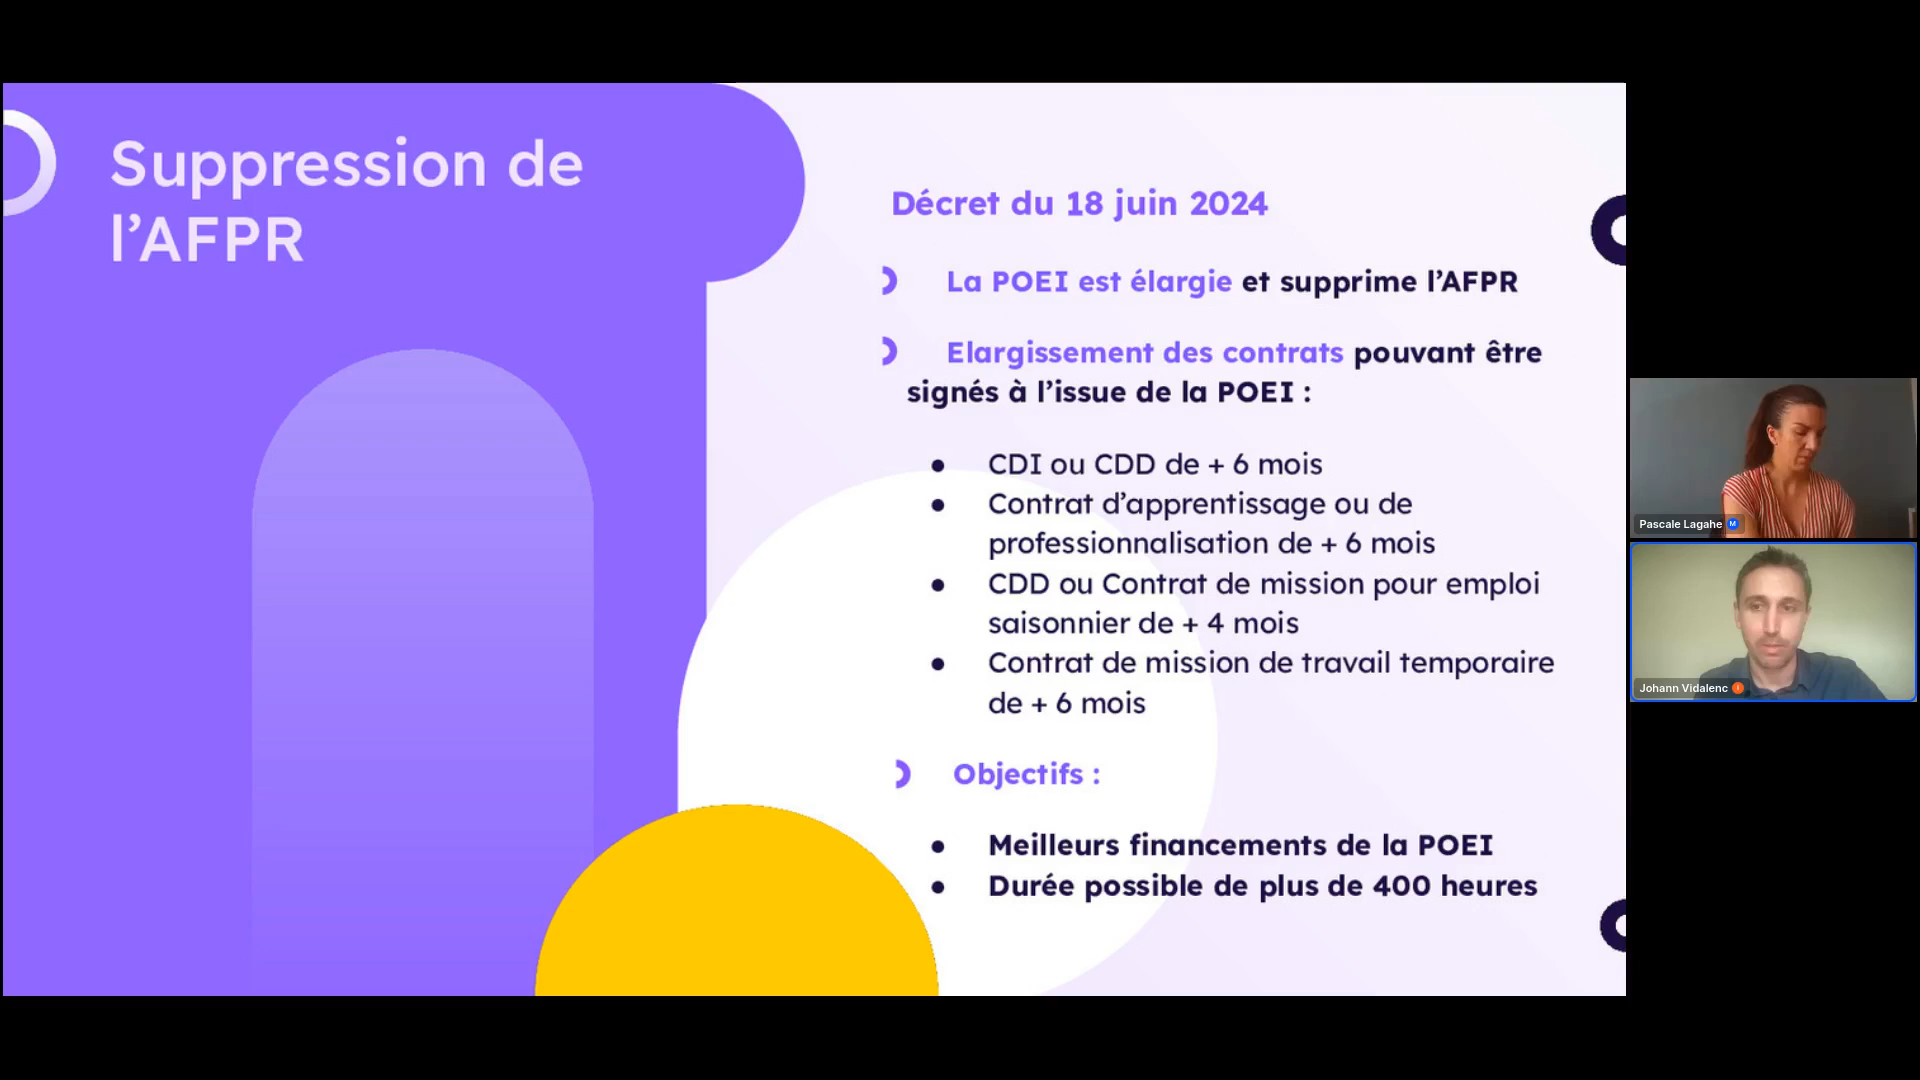 Suppression de
l’AFPR
Décret du 18 juin 2024
La POEI est élargie et supprime l’AFPR
Elargissement des contrats pouvant être
signés à l’issue de la POEI :
● CDI ou CDD de + 6 mois
● Contrat d’apprentissage ou de
professionnalisation de + 6 mois
● CDD ou Contrat de mission pour emploi
saisonnier de + 4 mois
● Contrat de mission de travail temporaire
de + 6 mois
Objectifs :
● Meilleurs financements de la POEI
● Durée possible de plus de 400 heures
Pascale Lagahe M
Johann Vidalenc I